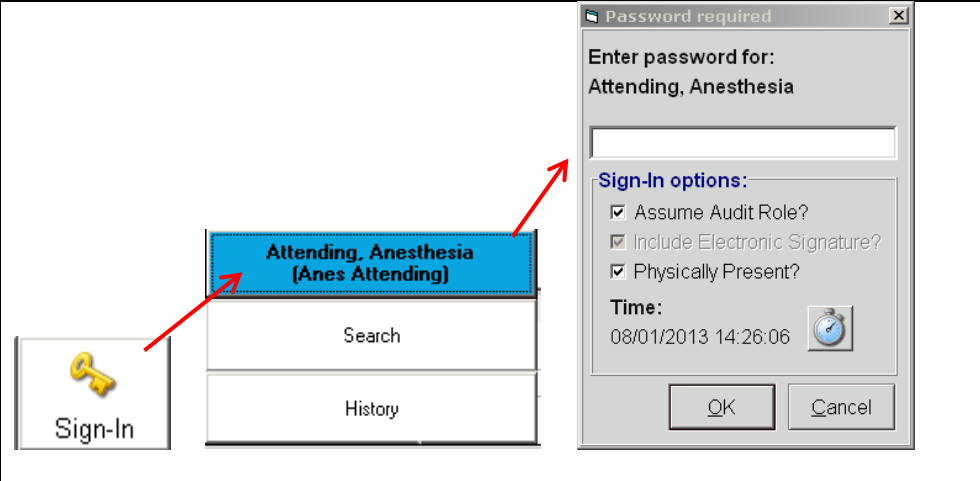 Sign-In
Attending, Anesthesia
(Anes Attending)
Search
History
Password required
Enter password for:
Attending, Anesthesia
Sign-In options:
Assume Audit Role?
Include Electronic Signature?
Physically Present?
Time:
08/01/2013 14:26:06
OK
Cancel